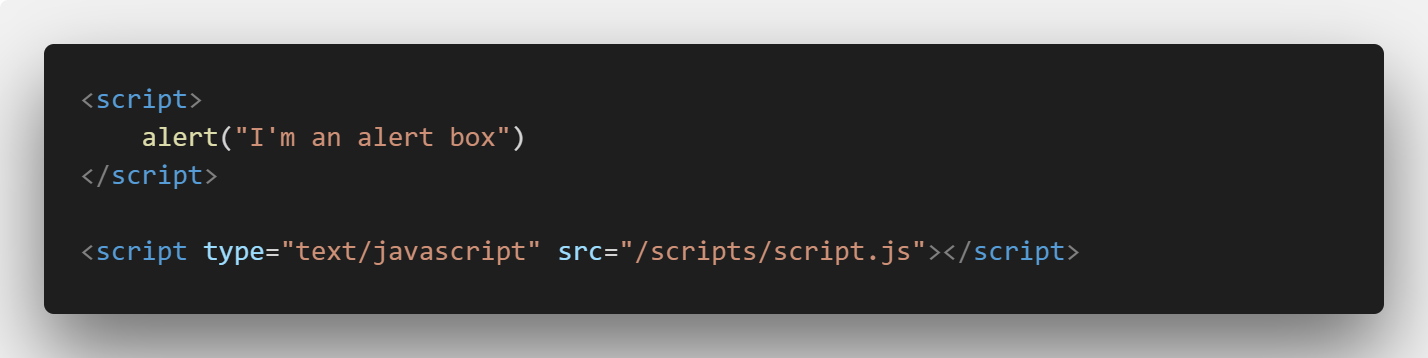 <script>
    alert("I'm an alert box")
</script>

<script type="text/javascript" src="/scripts/script.js"></script>